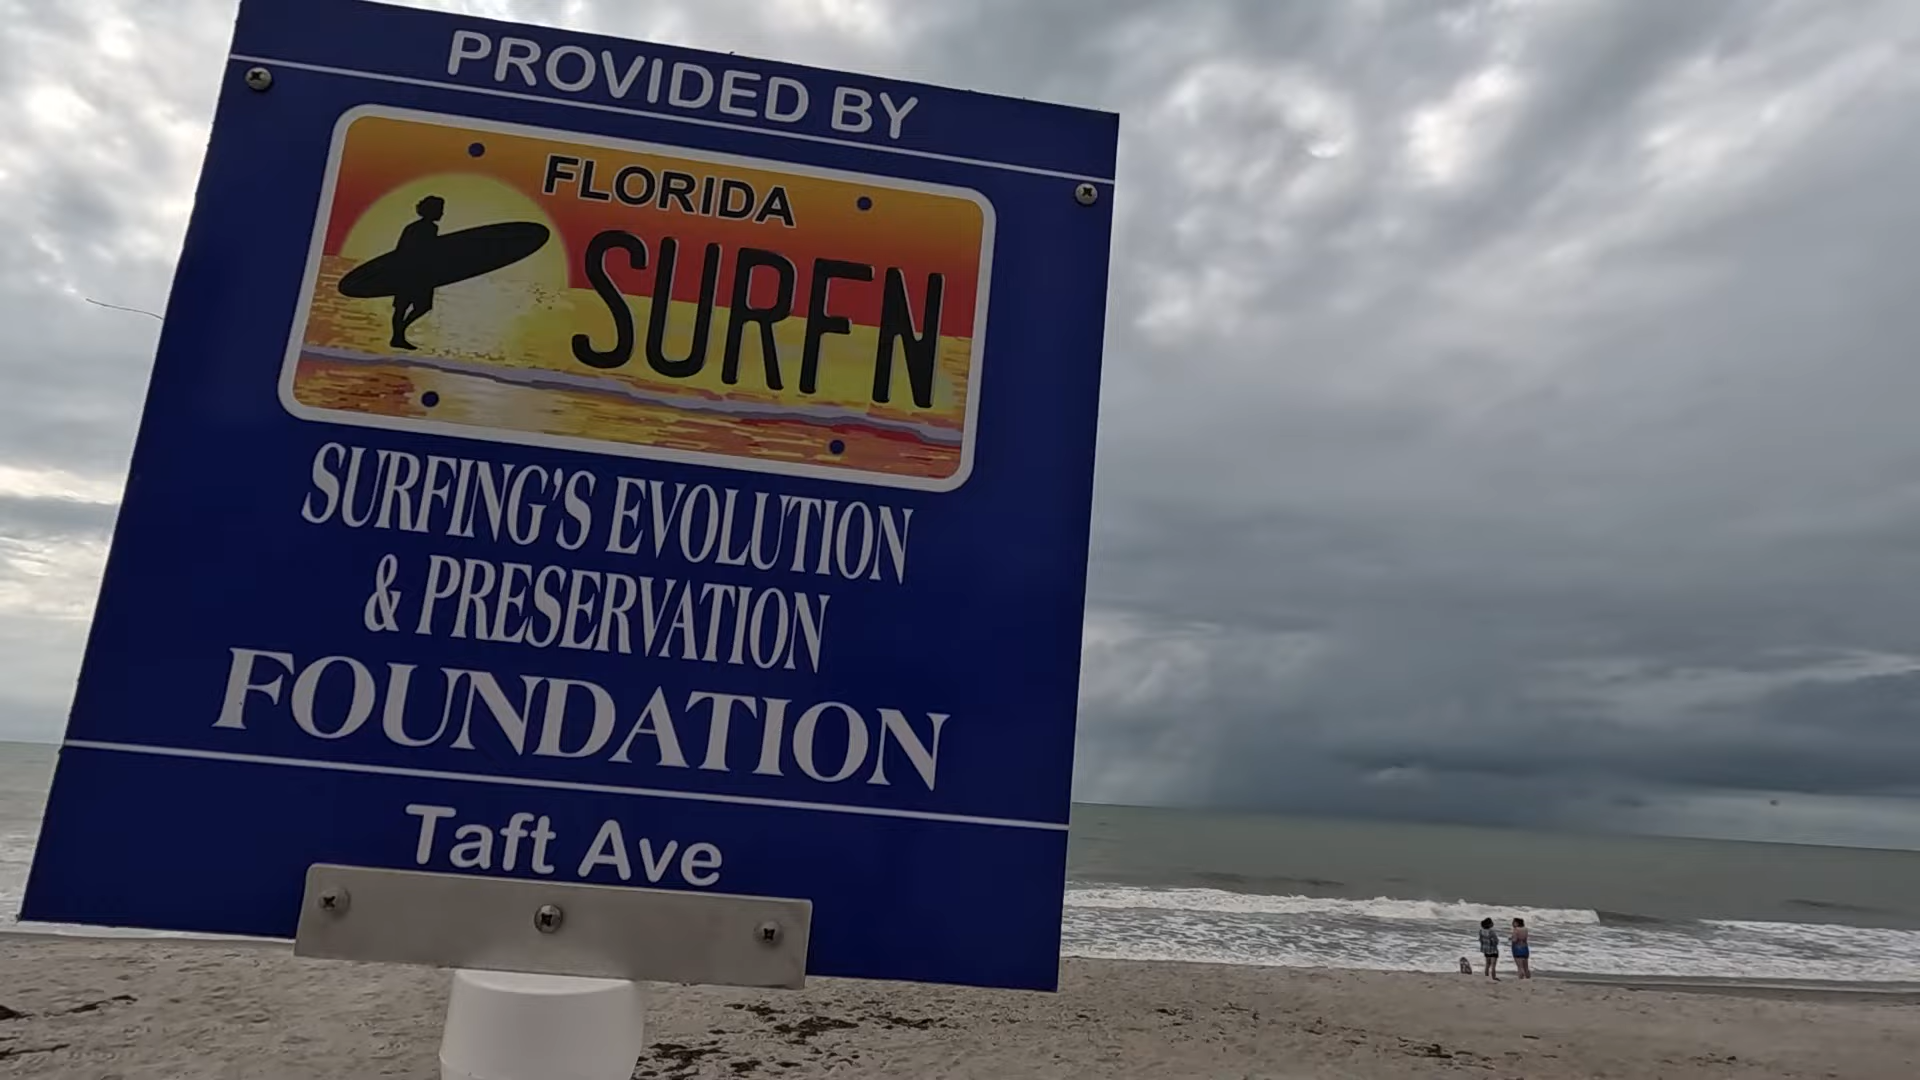 PROVIDED BY
FLORIDA
SURFN
SURFING'S EVOLUTION
& PRESERVATION
FOUNDATION
Taft Ave